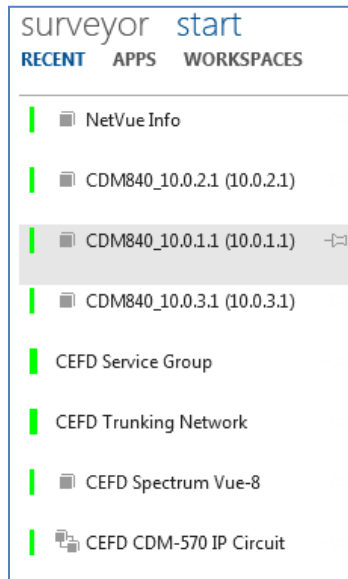 surveyor start
RECENT APPS WORKSPACES
NetVue Info
CDM840_10.0.2.1 (10.0.2.1)
CDM840_10.0.1.1 (10.0.1.1)
CDM840_10.0.3.1 (10.0.3.1)
CEFD Service Group
CEFD Trunking Network
CEFD Spectrum Vue-8
CEFD CDM-570 IP Circuit